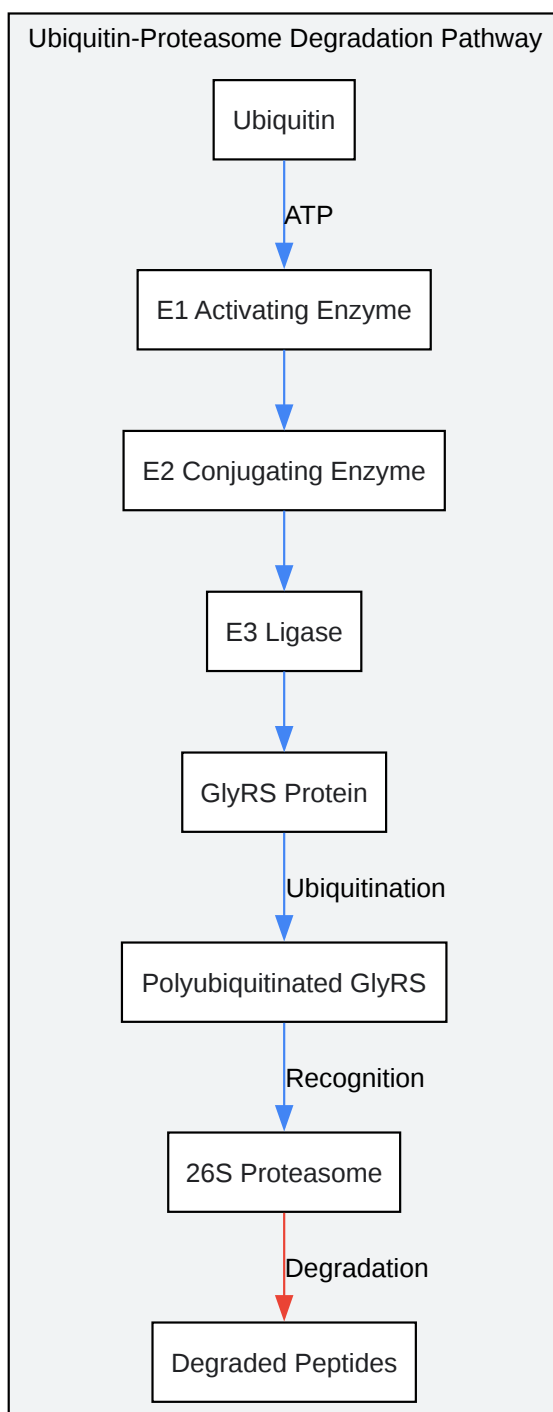 Ubiquitin-Proteasome Degradation Pathway
Ubiquitin
ATP
E1 Activating Enzyme
E2 Conjugating Enzyme
E3 Ligase
GlyRS Protein
Ubiquitination
Polyubiquitinated GlyRS
Recognition
26S Proteasome
Degradation
Degraded Peptides